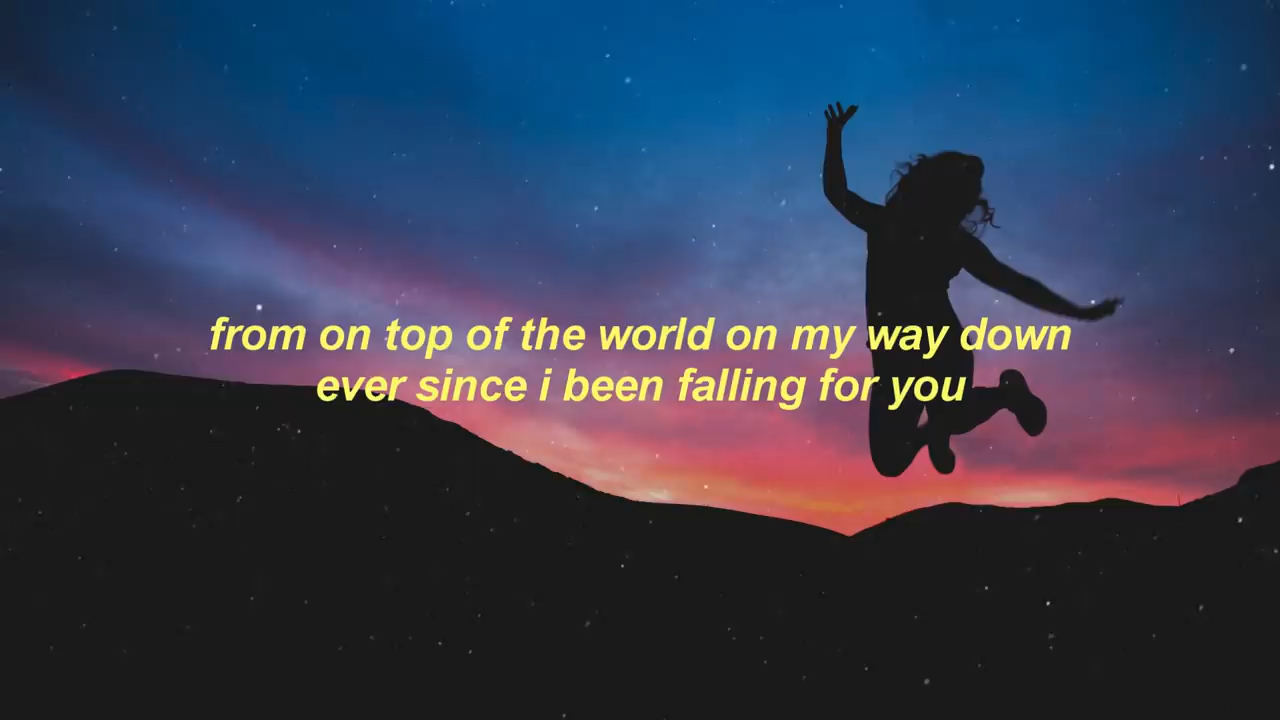 from on top of the world on my way down
ever since i been falling for you